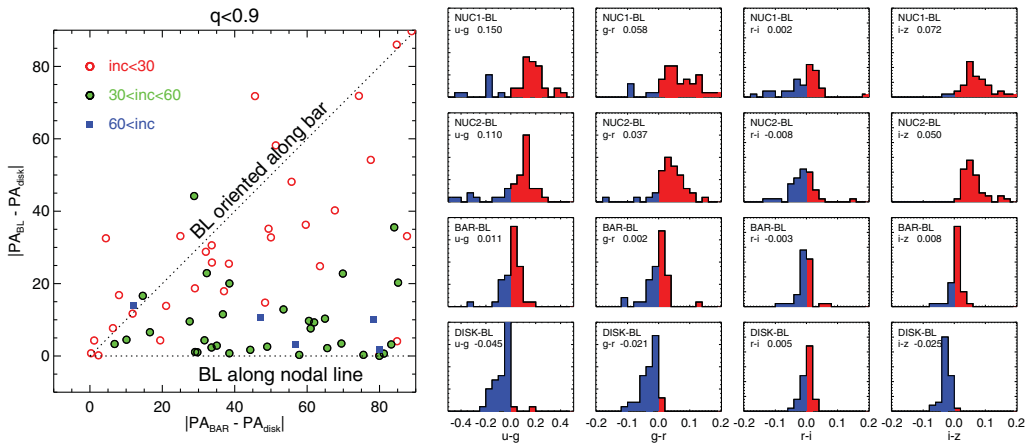 q<0.9
80
60
40
20
0
|PA_BL - PA_disk|
inc<30
30<inc<60
60<inc
BL oriented along bar
BL along nodal line
0 20 40 60 80
|PA_BAR - PA_disk|
NUC1-BL
u-g 0.150
NUC1-BL
g-r 0.058
NUC1-BL
r-i 0.002
NUC1-BL
i-z 0.072
NUC2-BL
u-g 0.110
NUC2-BL
g-r 0.037
NUC2-BL
r-i -0.008
NUC2-BL
i-z 0.050
BAR-BL
u-g 0.011
BAR-BL
g-r 0.002
BAR-BL
r-i -0.003
BAR-BL
i-z 0.008
DISK-BL
u-g -0.045
DISK-BL
g-r -0.021
DISK-BL
r-i 0.005
DISK-BL
i-z -0.025
-0.4 -0.2 0.0 0.2 0.4
u-g
-0.2 -0.1 0.0 0.1 0.2
g-r
-0.2 -0.1 0.0 0.1 0.2
r-i
-0.2 -0.1 0.0 0.1 0.2
i-z